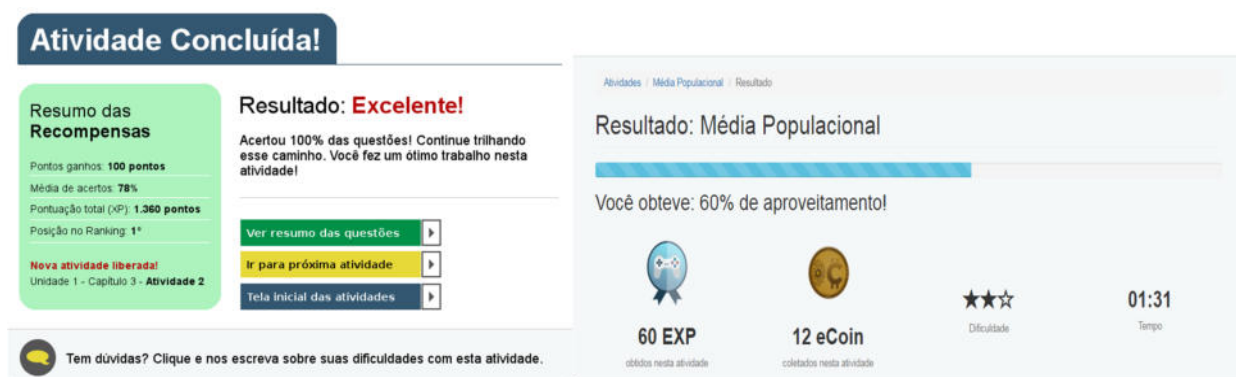 Atividade Concluída!
Resumo das
Recompensas
Pontos ganhos: 100 pontos
Média de acertos: 78%
Pontuação total (XP): 1.360 pontos
Posição no Ranking: 1°
Nova atividade liberada!
Unidade 1 - Capítulo 3 - Atividade 2
Resultado: Excelente!
Acertou 100% das questões! Continue trilhando
esse caminho. Você fez um ótimo trabalho nesta
atividade!
Ver resumo das questões
Ir para próxima atividade
Tela inicial das atividades
Tem dúvidas? Clique e nos escreva sobre suas dificuldades com esta atividade.
Atividades / Média Populacional / Resultado
Resultado: Média Populacional
Você obteve: 60% de aproveitamento!
60 EXP
obtidos nesta atividade
12 eCoin
coletados nesta atividade
Dificuldade
01:31
Tempo